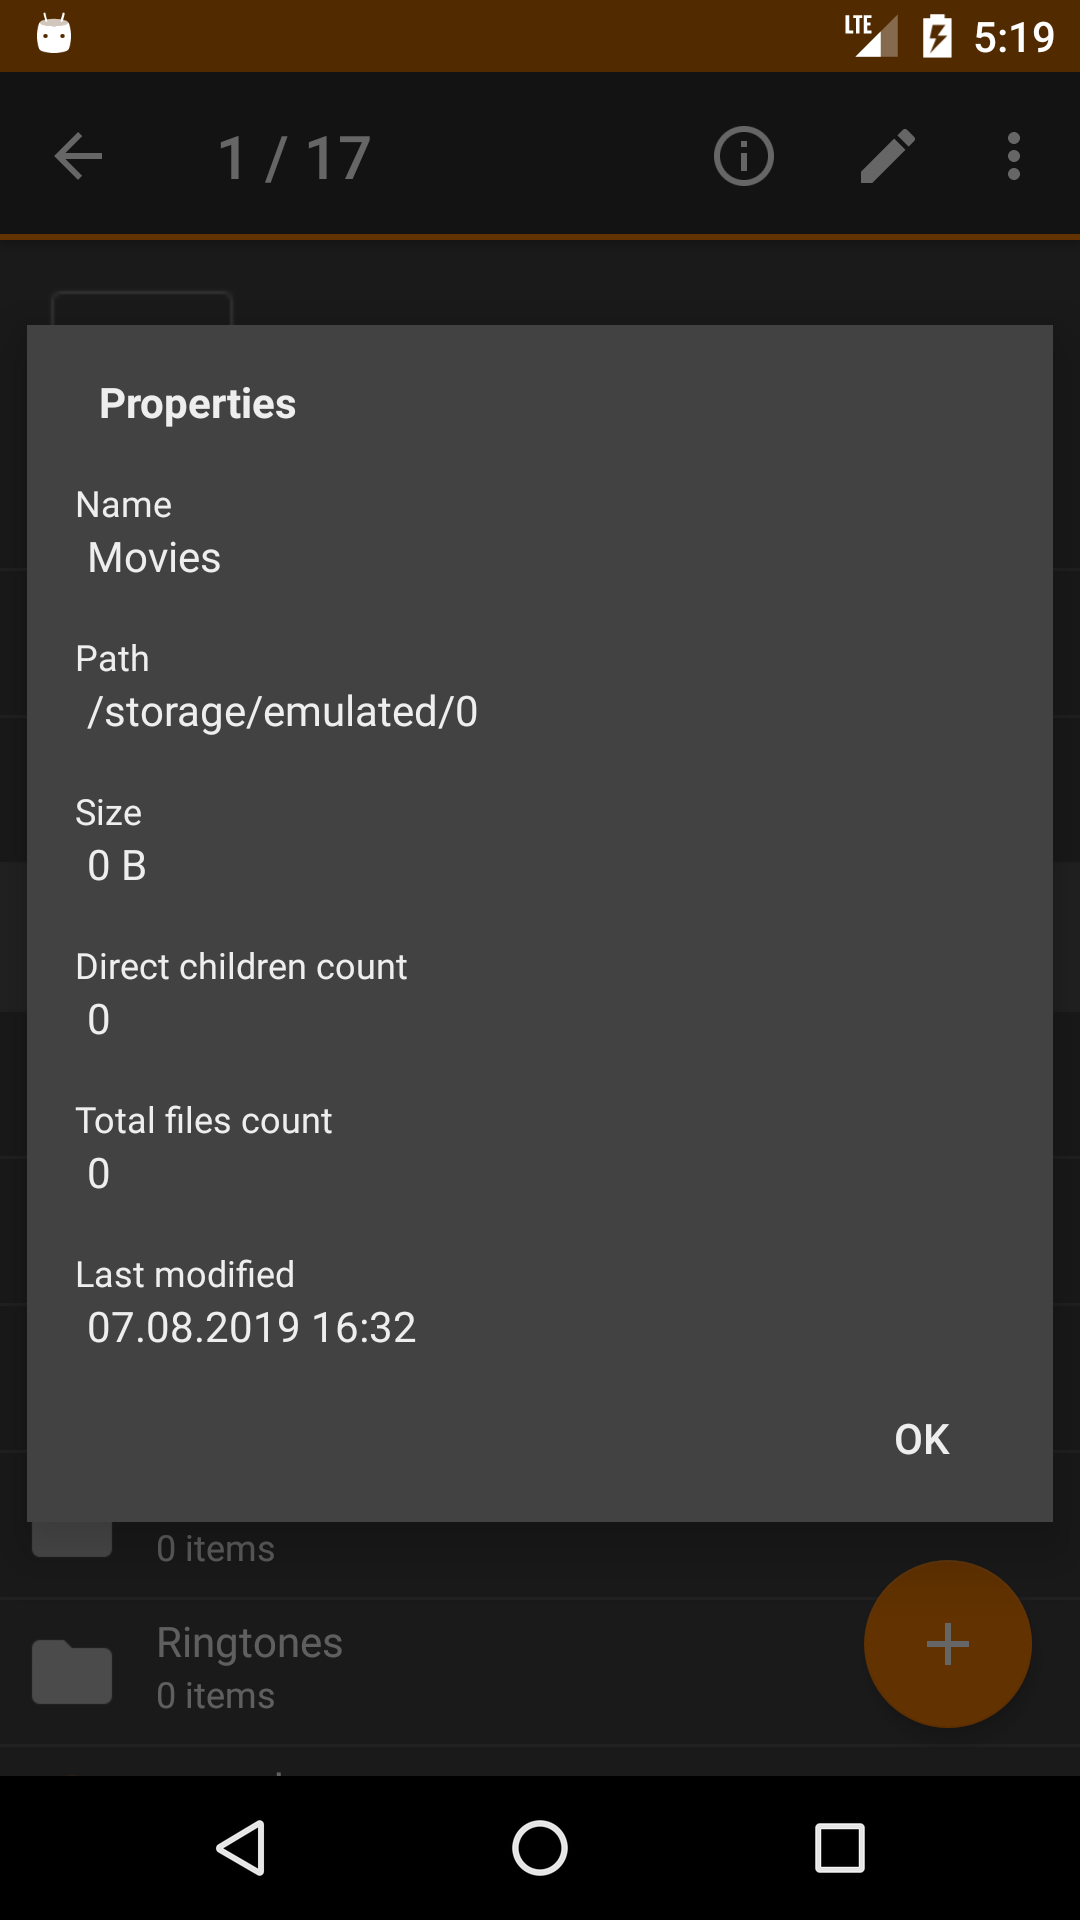 LTE 5:19
1 / 17
Properties
Name
Movies
Path
/storage/emulated/0
Size
0 B
Direct children count
0
Total files count
0
Last modified
07.08.2019 16:32
OK
0 items
Ringtones
0 items